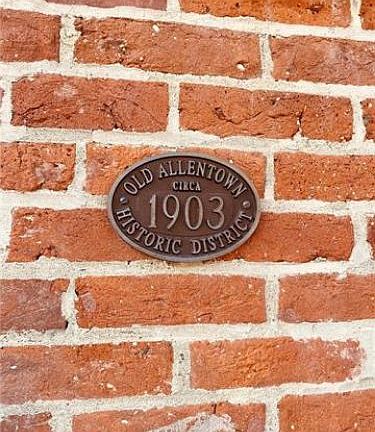 OLD ALLENTOWN
CIRCA
1903
• HISTORIC DISTRICT •